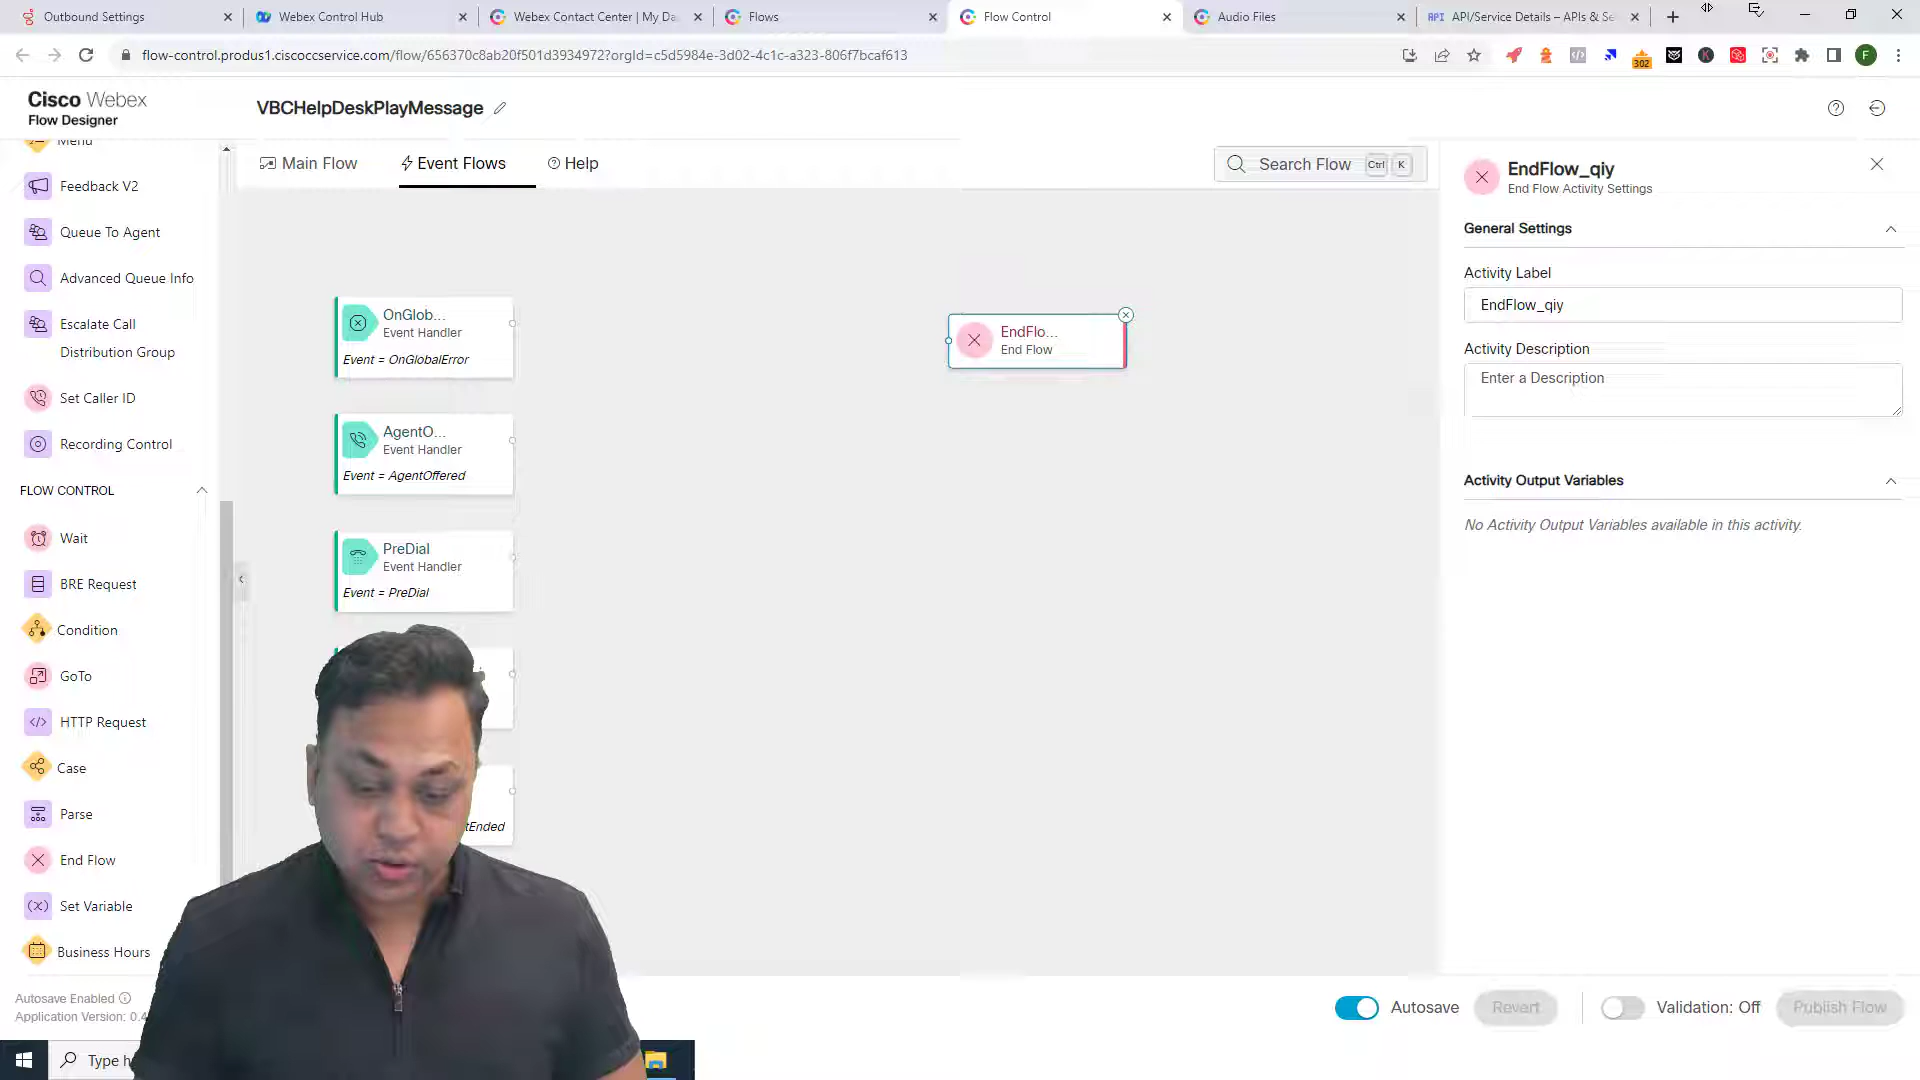 Outbound Settings
Webex Control Hub
Webex Contact Center | My Da
Flows
Flow Control
Audio Files
API API/Service Details – APIs & Se
flow-control.produs1.ciscoccservice.com/flow/656370c8ab20f501d3934972?orgId=c5d5984e-3d02-4c1c-a323-806f7bcaf613
302
F
Cisco Webex
Flow Designer
VBCHelpDeskPlayMessage
Menu
Feedback V2
Queue To Agent
Advanced Queue Info
Escalate Call
Distribution Group
Set Caller ID
Recording Control
FLOW CONTROL
Wait
BRE Request
Condition
GoTo
HTTP Request
Case
Parse
End Flow
Set Variable
Business Hours
Autosave Enabled
Application Version: 0.4
Main Flow
Event Flows
Help
Search Flow Ctrl K
OnGlob...
Event Handler
Event = OnGlobalError
AgentO...
Event Handler
Event = AgentOffered
PreDial
Event Handler
Event = PreDial
tEnded
EndFlo...
End Flow
EndFlow_qiy
End Flow Activity Settings
General Settings
Activity Label
EndFlow_qiy
Activity Description
Enter a Description
Activity Output Variables
No Activity Output Variables available in this activity.
Autosave
Revert
Validation: Off
Publish Flow
Type h